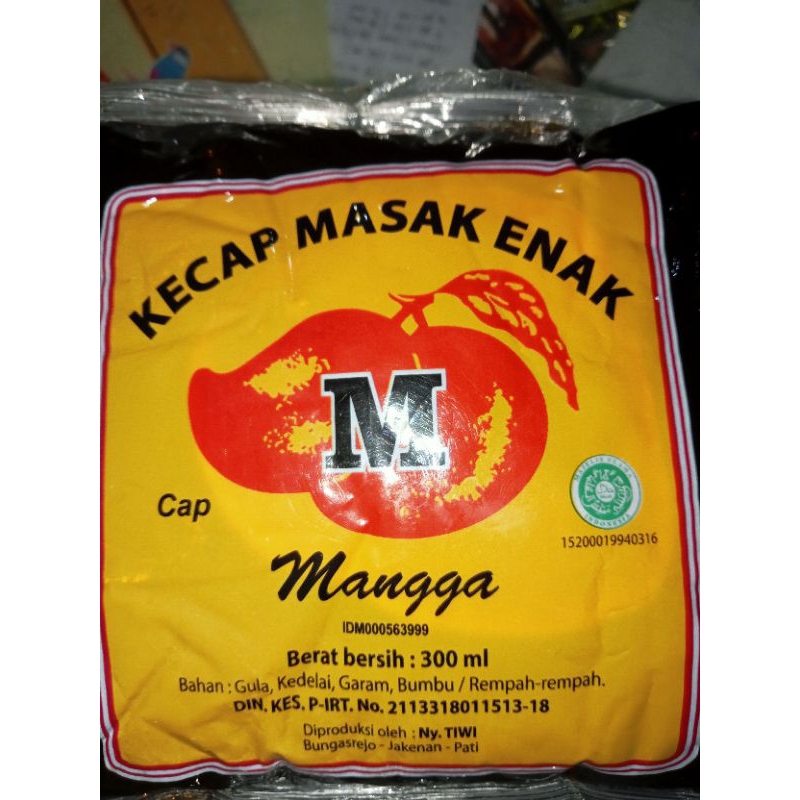 KECAP MASAK ENAK
M
Cap
15200019940316
Mangga
IDM000563999
Berat bersih : 300 ml
Bahan : Gula, Kedelai, Garam, Bumbu / Rempah-rempah.
DIN. KES. P-IRT. No. 2113318011513-18
Diproduksi oleh : Ny. TIWI
Bungasrejo - Jakenan - Pati